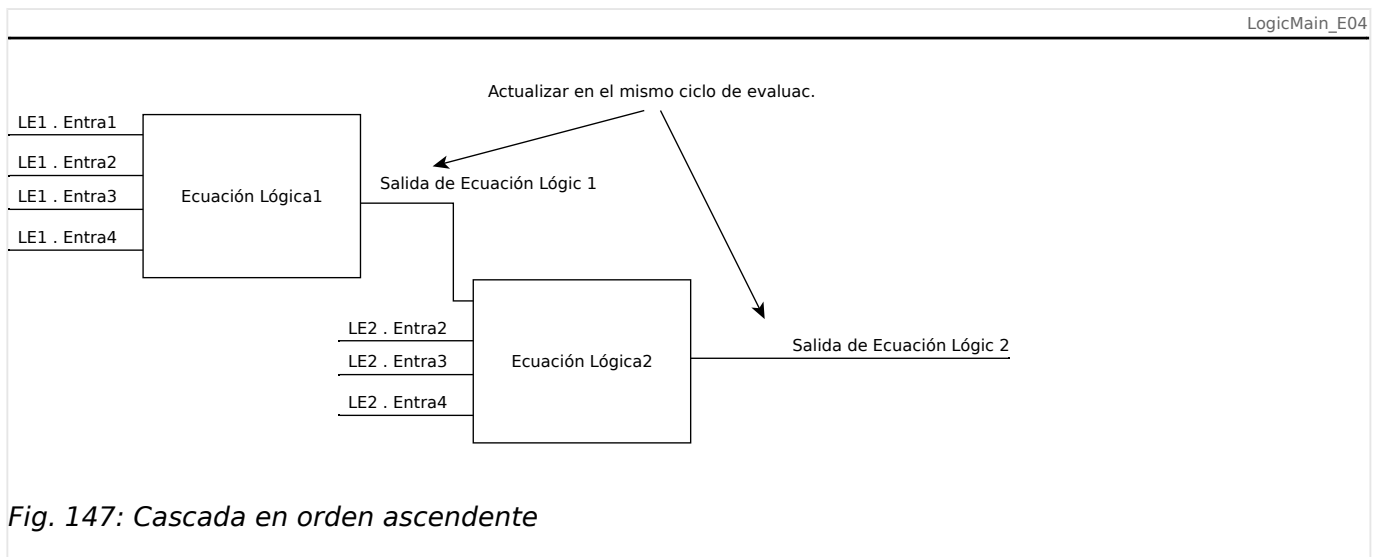 LogicMain_E04
Actualizar en el mismo ciclo de evaluac.
LE1 . Entra1
LE1 . Entra2
LE1 . Entra3
LE1 . Entra4
Ecuación Lógica1
Salida de Ecuación Lógic 1
LE2 . Entra2
LE2 . Entra3
LE2 . Entra4
Ecuación Lógica2
Salida de Ecuación Lógic 2
Fig. 147: Cascada en orden ascendente